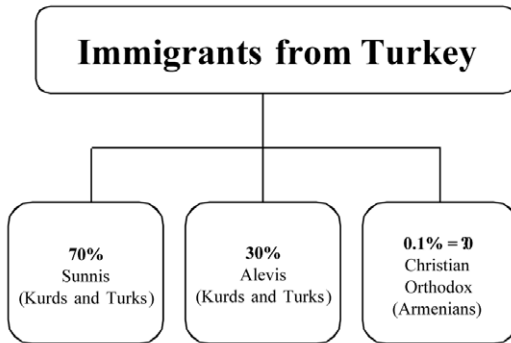 Immigrants from Turkey
70%
Sunnis
(Kurds and Turks)
30%
Alevis
(Kurds and Turks)
0.1% =
Christian
Orthodox
(Armenians)